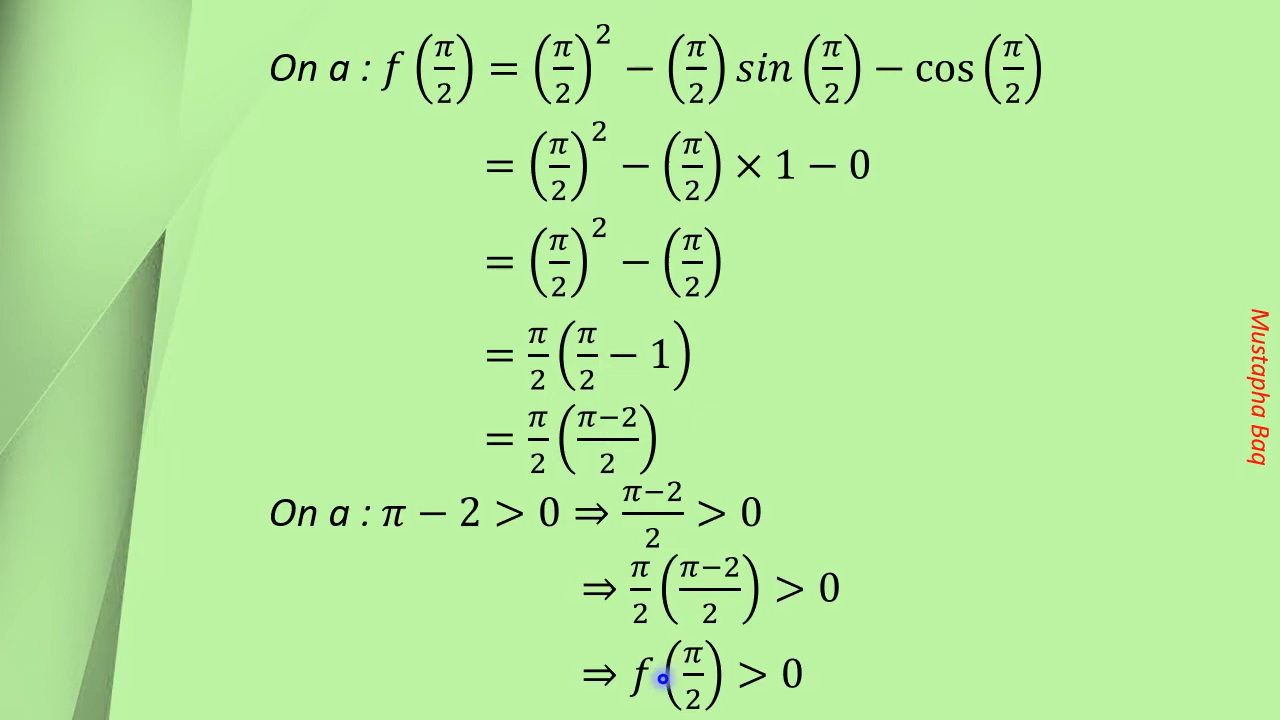 On a : f(π/2) = (π/2)² − (π/2) sin(π/2) − cos(π/2)
= (π/2)² − (π/2) × 1 − 0
= (π/2)² − (π/2)
= π/2 (π/2 − 1)
= π/2 ((π−2)/2)
On a : π − 2 > 0 ⇒ (π−2)/2 > 0
⇒ π/2 ((π−2)/2) > 0
⇒ f(π/2) > 0
Mustapha Baq